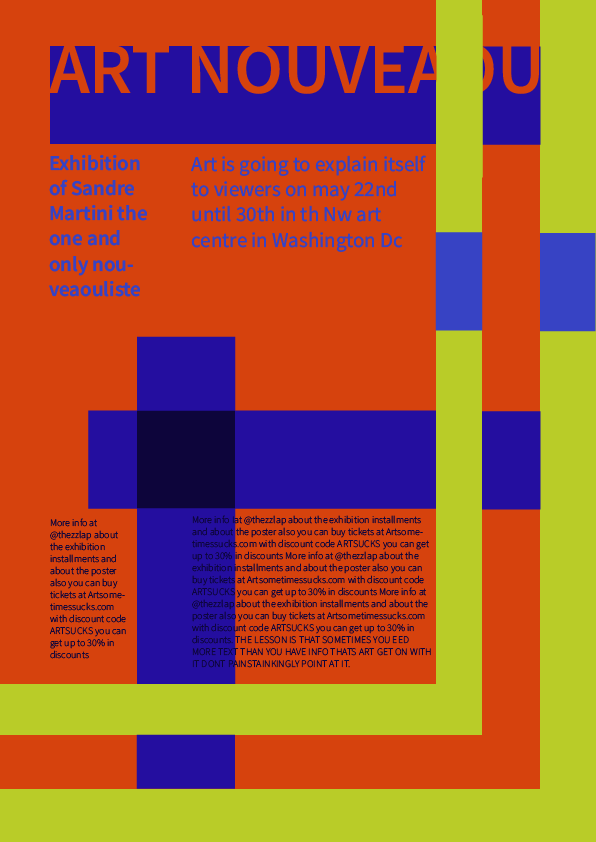 ART NOUVEAOU
Exhibition
of Sandre
Martini the
one and
only nou-
veaouliste
Art is going to explain itself
to viewers on may 22nd
until 30th in th Nw art
centre in Washington Dc
More info at
@thezzlap about
the exhibition
installments and
about the poster
also you can buy
tickets at Artsome-
timessucks.com
with discount code
ARTSUCKS you can
get up to 30% in
discounts
More info at @thezzlap about the exhibition installments
and about the poster also you can buy tickets at Artsome-
timessucks.com with discount code ARTSUCKS you can get
up to 30% in discounts More info at @thezzlap about the
exhibition installments and about the poster also you can
buy tickets at Artsometimessucks.com with discount code
ARTSUCKS you can get up to 30% in discounts More info at
@thezzlap about the exhibition installments and about the
poster also you can buy tickets at Artsometimessucks.com
with discount code ARTSUCKS you can get up to 30% in
discounts. THE LESSON IS THAT SOMETIMES YOU EED
MORE TEXT THAN YOU HAVE INFO THATS ART GET ON WITH
IT DONT PAINSTAINKINGLY POINT AT IT.